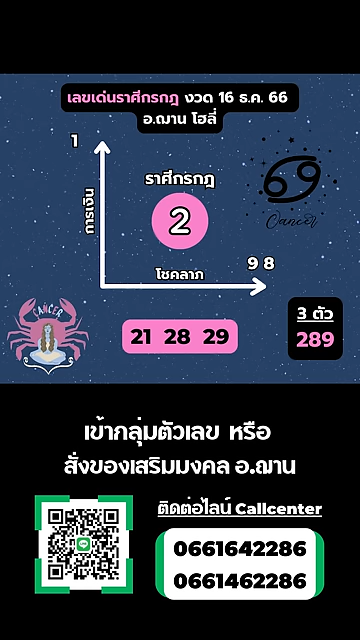 เลขเด่นราศีกรกฎ งวด 16 ธ.ค. 66
อ.ฌาน โฮลี่
1
การเงิน
ราศีกรกฎ
2
Cancer
โชคลาภ
9 8
CANCER
21 28 29
3 ตัว
289
เข้ากลุ่มตัวเลข หรือ
สั่งของเสริมมงคล อ.ฌาน
ติดต่อไลน์ Callcenter
0661642286
0661462286